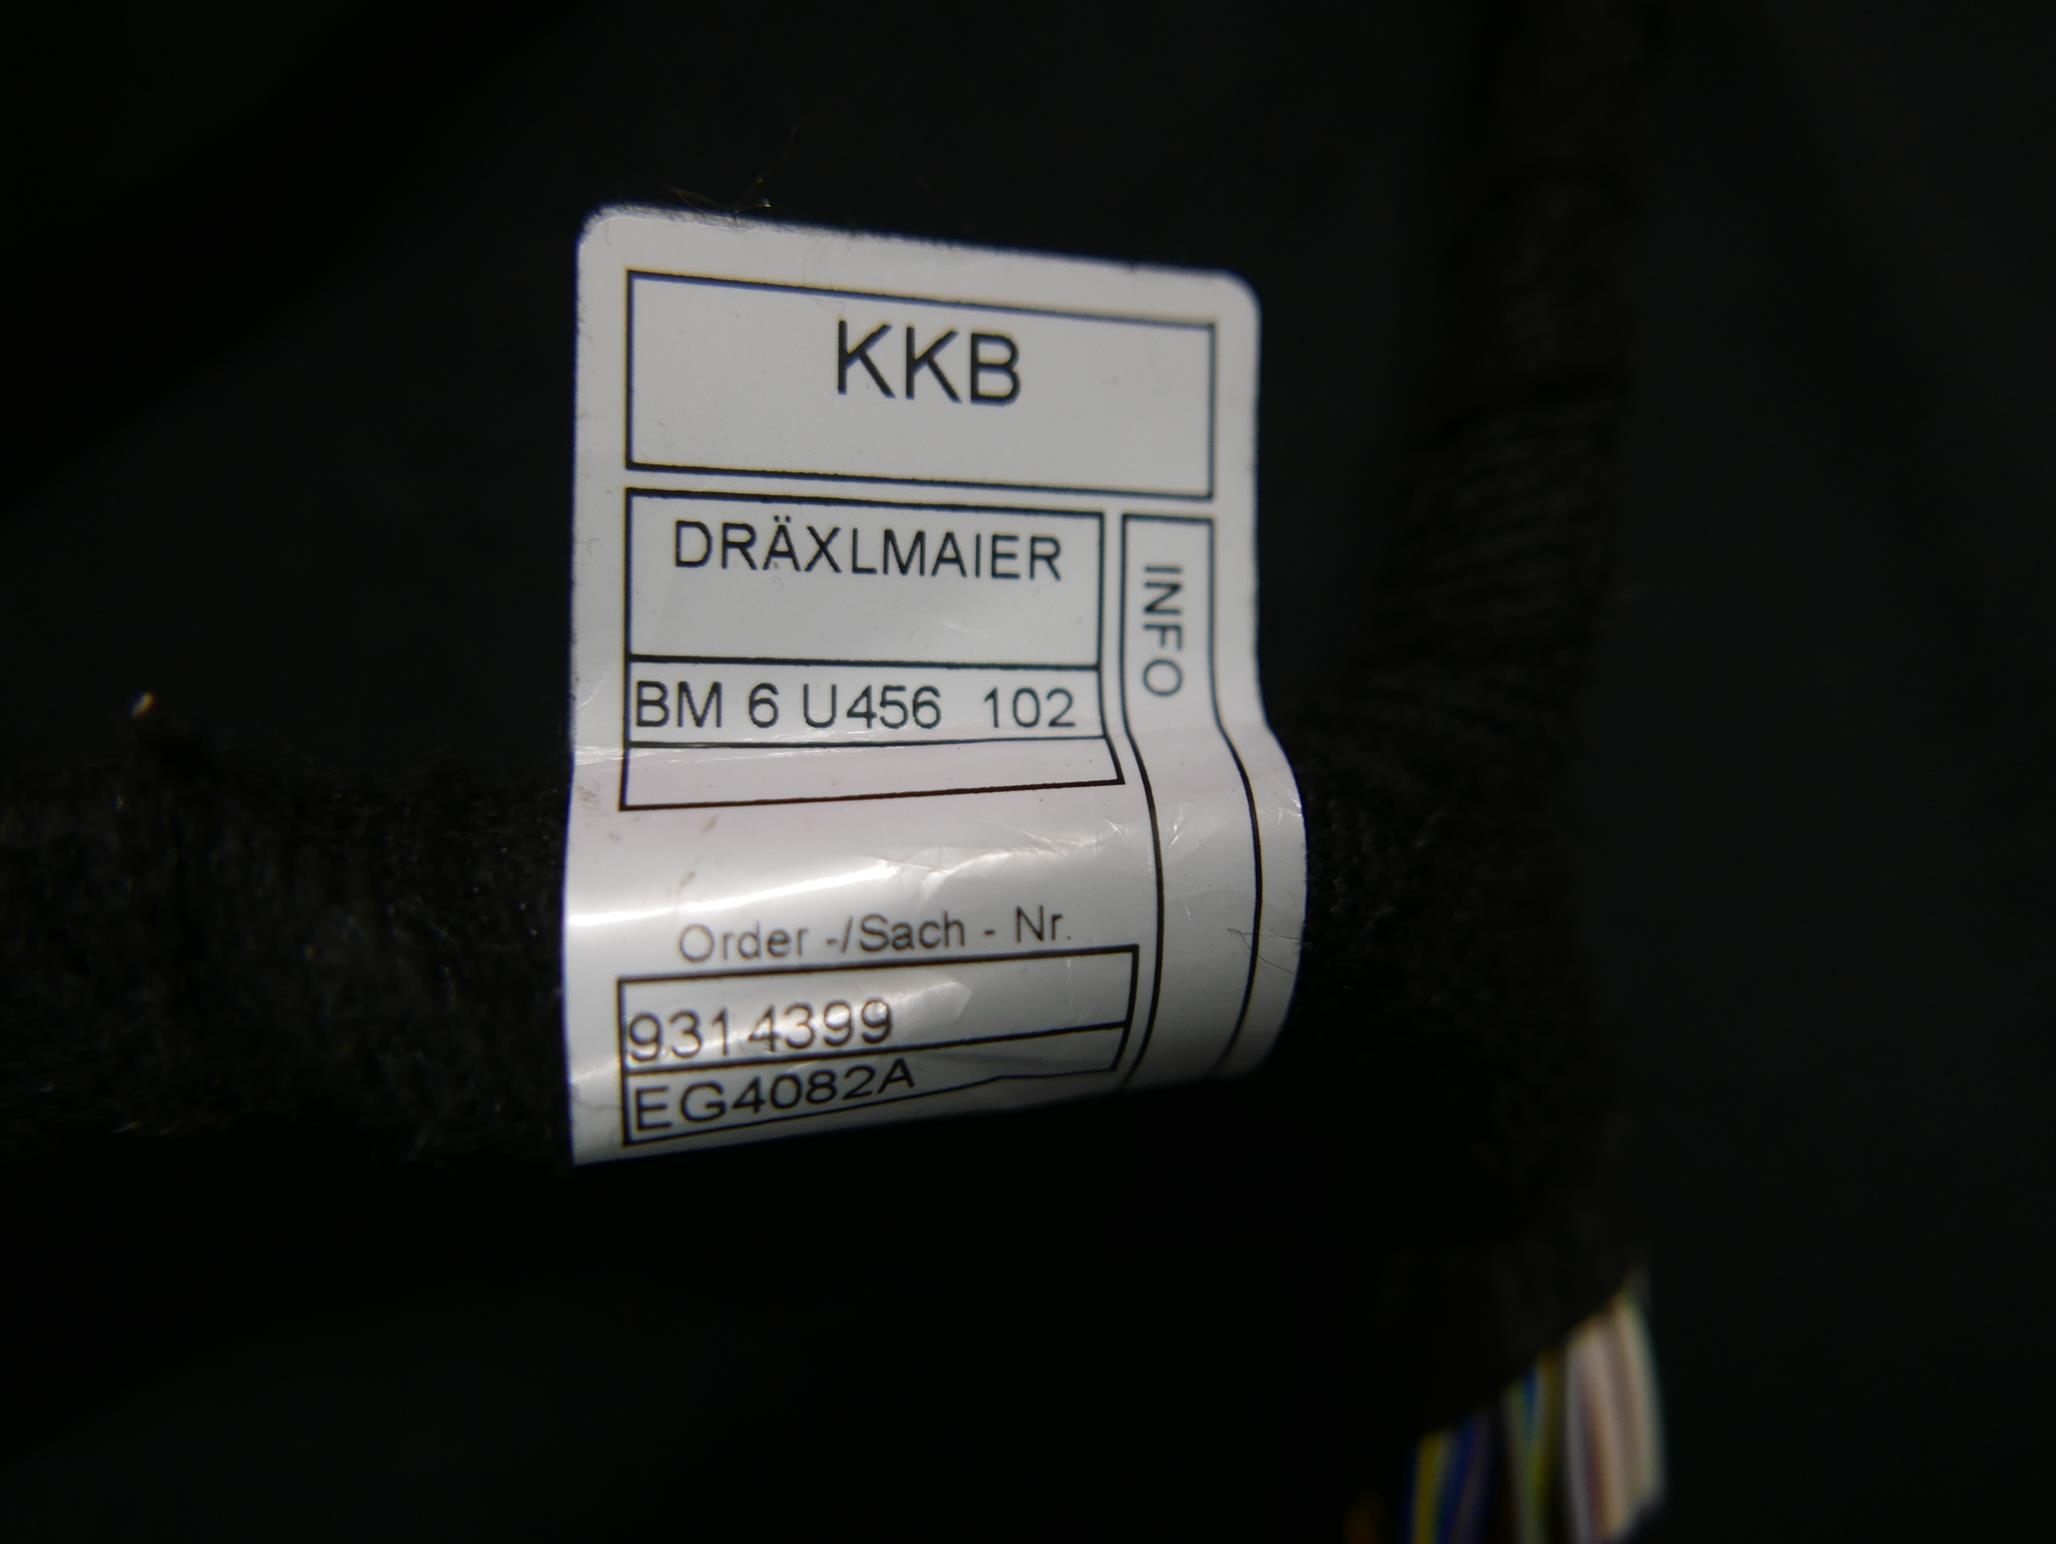 KKB
DRÄXLMAIER
INFO
BM 6 U456 102
Order -/Sach - Nr.
9314399
EG4082A